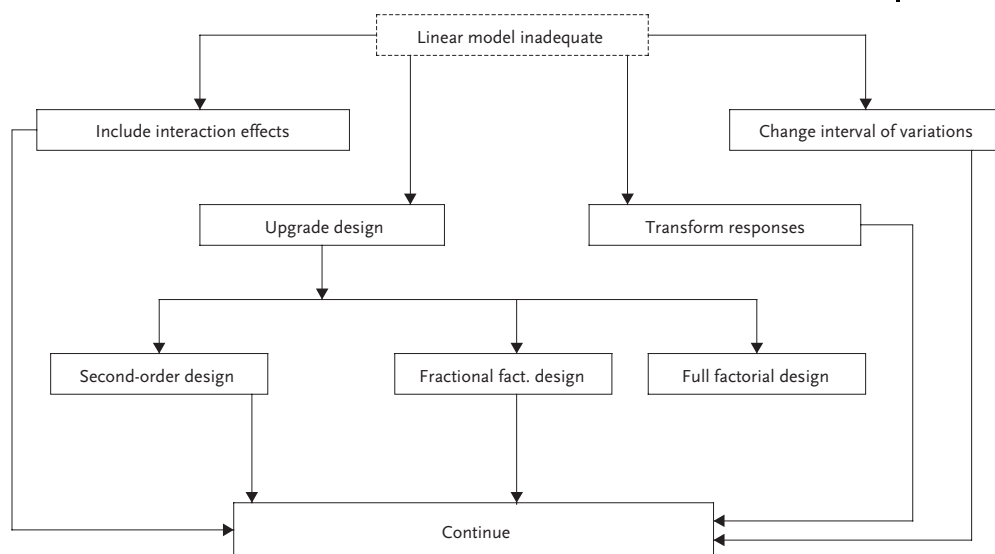 Linear model inadequate
Include interaction effects
Change interval of variations
Upgrade design
Transform responses
Second-order design
Fractional fact. design
Full factorial design
Continue